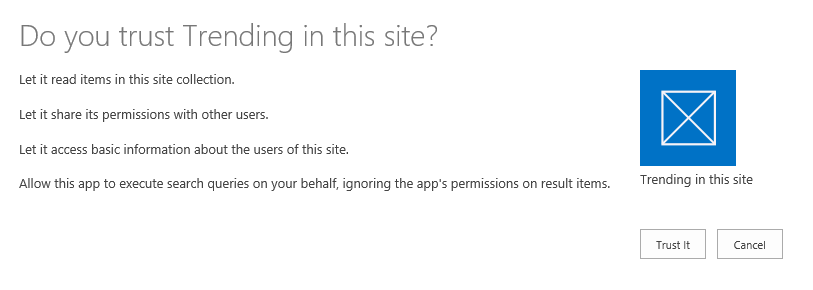 Do you trust Trending in this site?
Let it read items in this site collection.
Let it share its permissions with other users.
Let it access basic information about the users of this site.
Allow this app to execute search queries on your behalf, ignoring the app's permissions on result items.
Trending in this site
Trust It
Cancel